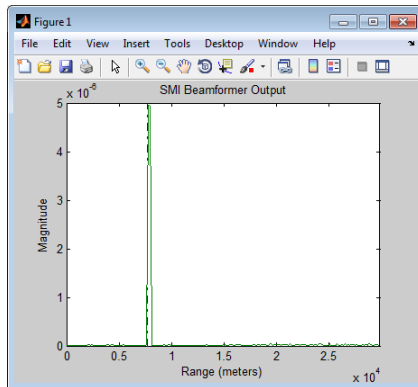 Figure 1
File Edit View Insert Tools Desktop Window Help
x 10^-6
SMI Beamformer Output
5
4
3
2
1
0
Magnitude
0 0.5 1 1.5 2 2.5
Range (meters)
x 10^4